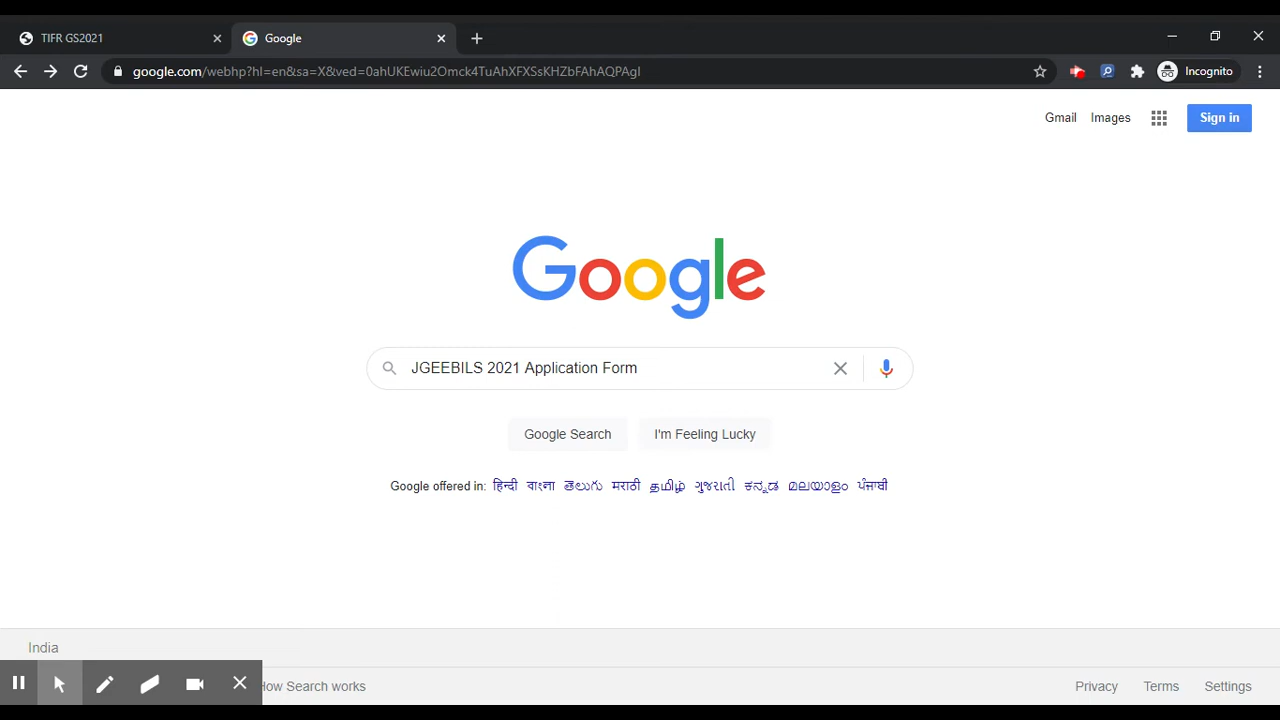 TIFR GS2021
Google
google.com/webhp?hl=en&sa=X&ved=0ahUKEwiu2Omck4TuAhXFXSsKHZbFAhAQPAgI
Incognito
Gmail Images Sign in
Google
JGEEBILS 2021 Application Form
Google Search I'm Feeling Lucky
Google offered in: हिन्दी বাংলা తెలుగు मराठी தமிழ் ગુજરાતી ಕನ್ನಡ മലയാളം ਪੰਜਾਬੀ
India
How Search works Privacy Terms Settings